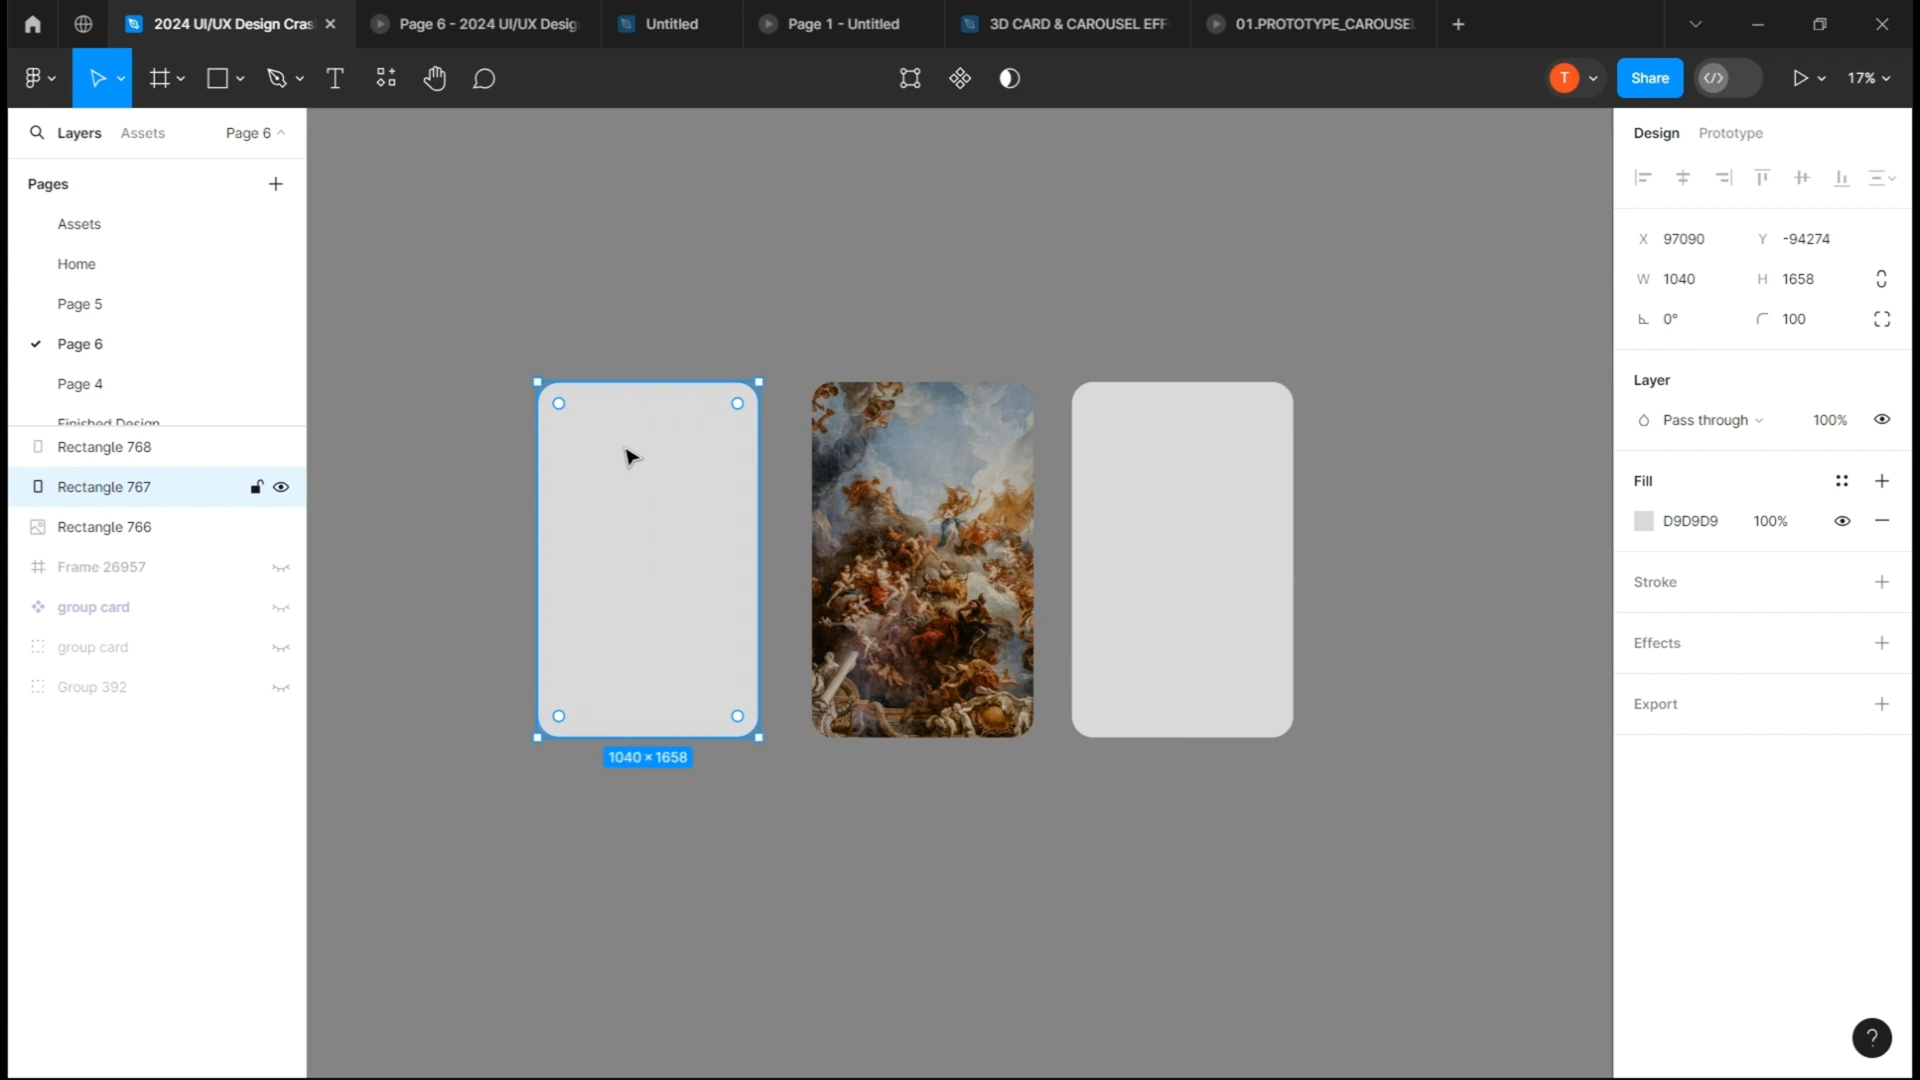 2024 UI/UX Design Cras
Page 6 - 2024 UI/UX Desig
Untitled
Page 1 - Untitled
3D CARD & CAROUSEL EFF
01.PROTOTYPE_CAROUSE
T
Share
17%
Layers
Assets
Page 6
Pages
Assets
Home
Page 5
Page 6
Page 4
Finished Design
Rectangle 768
Rectangle 767
Rectangle 766
Frame 26957
group card
group card
Group 392
1040 × 1658
Design
Prototype
X 97090
Y -94274
W 1040
H 1658
0°
100
Layer
Pass through
100%
Fill
D9D9D9
100%
Stroke
Effects
Export
?